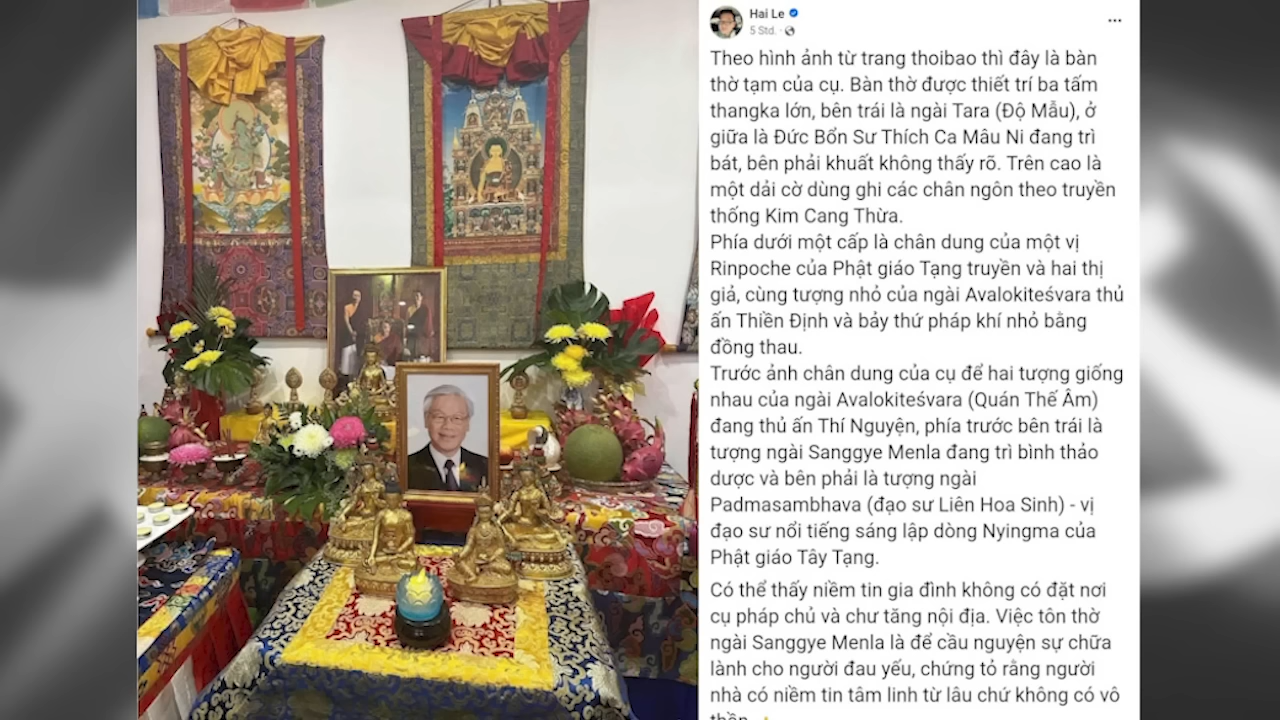 Hai Le
5 Std. ·
Theo hình ảnh từ trang thoibao thì đây là bàn
thờ tạm của cụ. Bàn thờ được thiết trí ba tấm
thangka lớn, bên trái là ngài Tara (Độ Mẫu), ở
giữa là Đức Bổn Sư Thích Ca Mâu Ni đang trì
bát, bên phải khuất không thấy rõ. Trên cao là
một dải cờ dùng ghi các chân ngôn theo truyền
thống Kim Cang Thừa.
Phía dưới một cấp là chân dung của một vị
Rinpoche của Phật giáo Tạng truyền và hai thị
giả, cùng tượng nhỏ của ngài Avalokiteśvara thủ
ấn Thiền Định và bảy thứ pháp khí nhỏ bằng
đồng thau.
Trước ảnh chân dung của cụ để hai tượng giống
nhau của ngài Avalokiteśvara (Quán Thế Âm)
đang thủ ấn Thí Nguyện, phía trước bên trái là
tượng ngài Sanggye Menla đang trì bình thảo
dược và bên phải là tượng ngài
Padmasambhava (đạo sư Liên Hoa Sinh) - vị
đạo sư nổi tiếng sáng lập dòng Nyingma của
Phật giáo Tây Tạng.
Có thể thấy niềm tin gia đình không có đặt nơi
cụ pháp chủ và chư tăng nội địa. Việc tôn thờ
ngài Sanggye Menla là để cầu nguyện sự chữa
lành cho người đau yếu, chứng tỏ rằng người
nhà có niềm tin tâm linh từ lâu chứ không có vô
thần